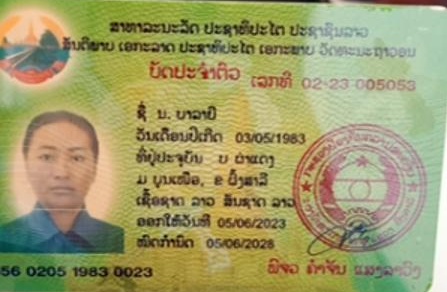 ສາທາລະນະລັດ ປະຊາທິປະໄຕ ປະຊາຊົນລາວ
ສັນຕິພາບ ເອກະລາດ ປະຊາທິປະໄຕ ເອກະພາບ ວັດທະນະຖາວອນ
ບັດປະຈຳຕົວ ເລກທີ 02-23 005053
ຊື່ ນ. ບາລາຍີ
ວັນເດືອນປີເກີດ 03/05/1983
ທີ່ຢູ່ປະຈຸບັນ ບ ຜ່າແດງ
ມ ບຸນເໜືອ, ຂ ຜົ້ງສາລີ
ເຊື້ອຊາດ ລາວ ສັນຊາດ ລາວ
ອອກໃຫ້ວັນທີ 05/06/2023
ໝົດກຳນົດ 05/06/2028
56 0205 1983 0023